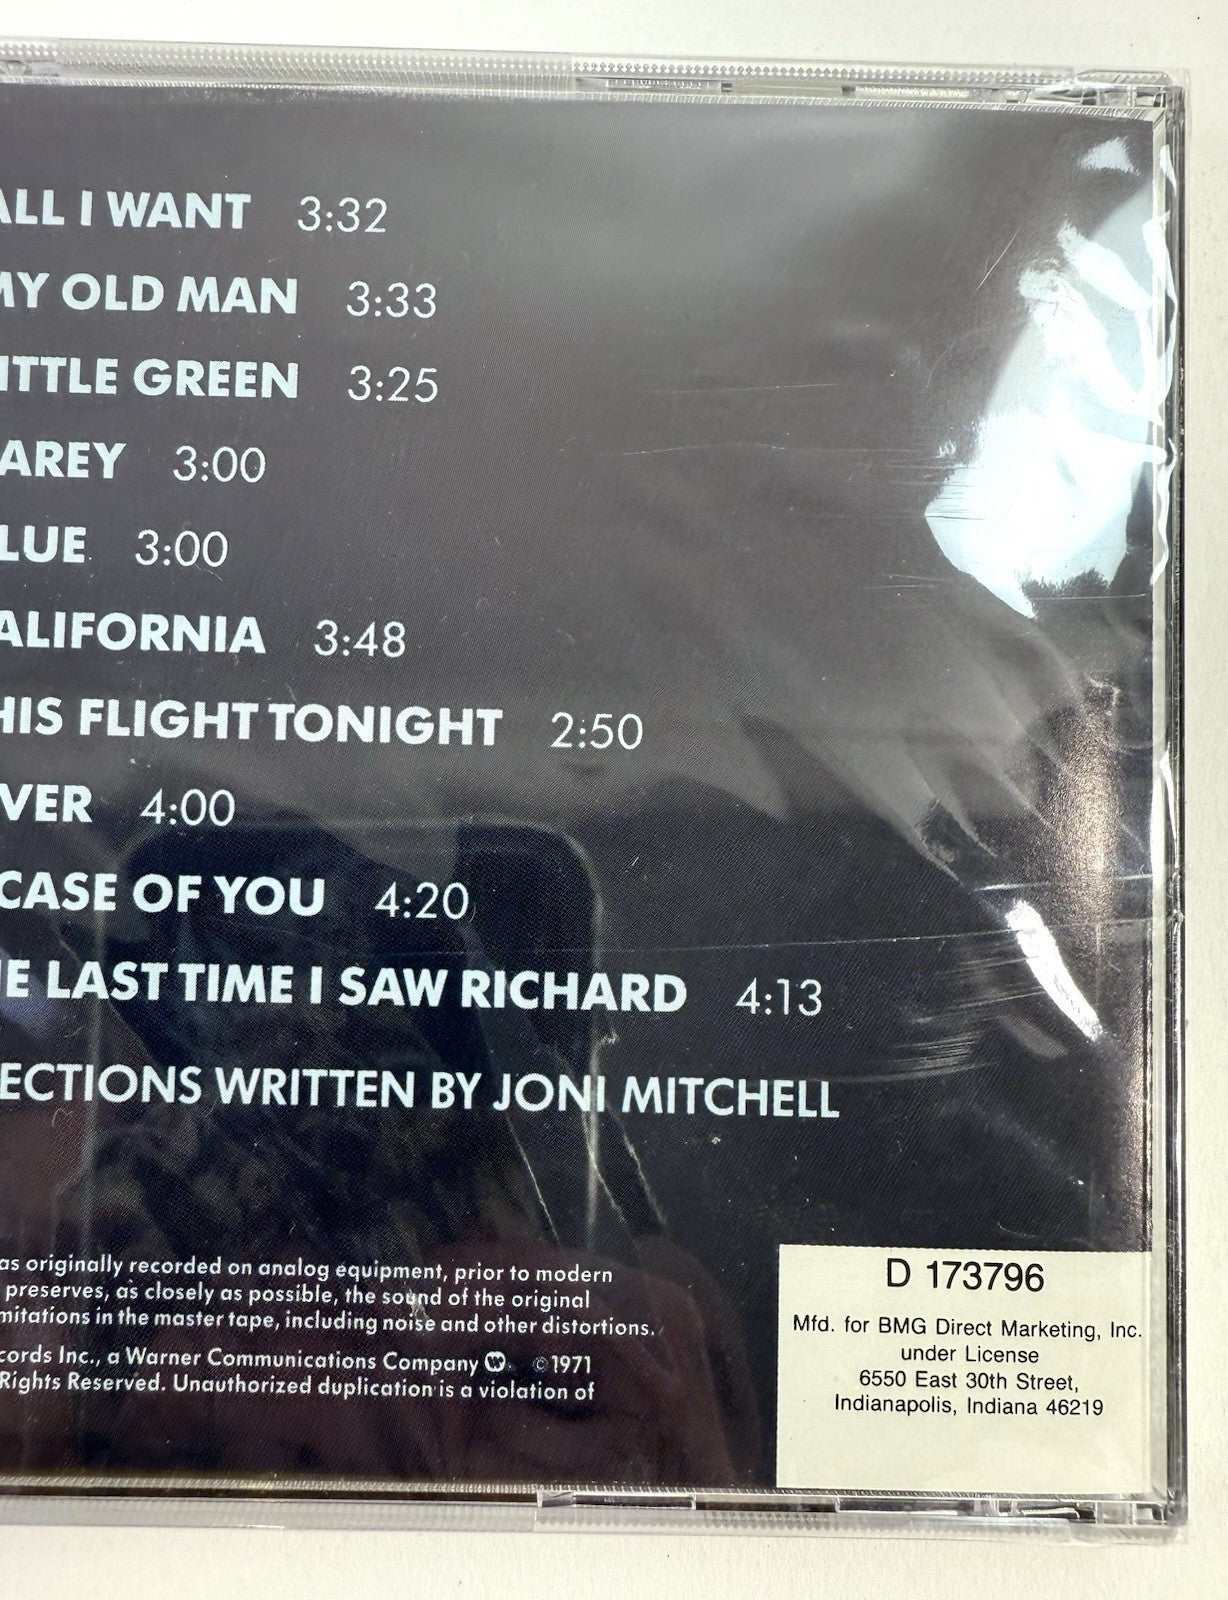 ALL I WANT 3:32
MY OLD MAN 3:33
ITTLE GREEN 3:25
AREY 3:00
LUE 3:00
ALIFORNIA 3:48
HIS FLIGHT TONIGHT 2:50
VER 4:00
CASE OF YOU 4:20
E LAST TIME I SAW RICHARD 4:13
ECTIONS WRITTEN BY JONI MITCHELL
as originally recorded on analog equipment, prior to modern
preserves, as closely as possible, the sound of the original
mitations in the master tape, including noise and other distortions.
cords Inc., a Warner Communications Company ©1971
Rights Reserved. Unauthorized duplication is a violation of
D 173796
Mfd. for BMG Direct Marketing, Inc.
under License
6550 East 30th Street,
Indianapolis, Indiana 46219